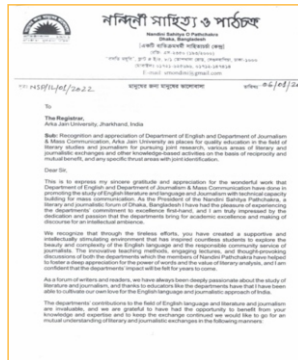 নন্দিনী সাহিত্য ও পাঠচক্র
Nandini Sahitya O Pathchakra
Dhaka, Bangladesh
E-mail:
To
The Registrar,
Arka Jain University, Jharkhand, India
Sub: Recognition and appreciation of Department of English and Department of Journalism
& Mass Communication, Arka Jain University as places for quality education in the field of
literary studies and journalism for pursuing joint research, various areas of literary and
journalistic exchanges and other knowledge-based activities on the basis of reciprocity and
mutual benefit, and any specific thrust areas with joint identification.
Dear Sir,
This is to express my sincere gratitude and appreciation for the wonderful work that
Department of English and Department of Journalism & Mass Communication have done in
promoting the study of English literature and language and Journalism with technical capacity
building for mass communication. As the President of the Nandini Sahitya Pathchakra, a
literary and journalistic forum of Dhaka, Bangladesh I have had the pleasure of experiencing
the departments' commitment to excellence firsthand, and I am truly impressed by the
dedication and passion that the departments bring for academic excellence and making of
discourse for an intellectual ambience.
We recognize that through the tireless efforts, you have created a supportive and
intellectually stimulating environment that has inspired countless students to explore the
beauty and complexity of the English language and the responsible community service of
journalists. The innovative teaching methods, engaging lectures, and thought-provoking
discussions of both the departments which the members of Nandini Pathchakra have helped
to foster a deep appreciation for the power of words and the value of literary analysis, and I am
confident that the departments' impact will be felt for years to come.
As a forum of writers and readers, we have always been deeply passionate about the study of
literature and journalism, and thanks to educators like the departments have that I have been
able to cultivate our own love for the English language and journalistic approach of India.
The departments' contributions to the field of English language and literature and journalism
are invaluable, and we are grateful to have had the opportunity to benefit from your
knowledge and expertise and to keep the exchange continued we would like to go for an
mutual understanding of literary and journalistic exchanges in the following manners.